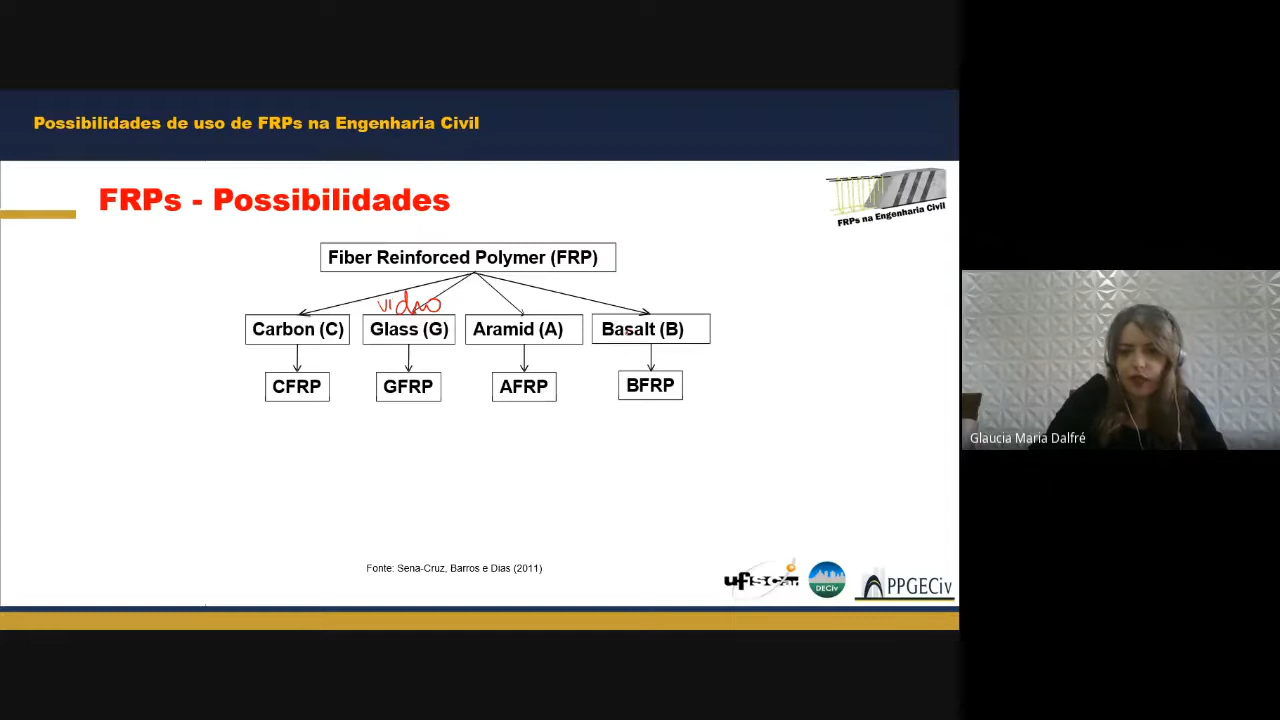 Possibilidades de uso de FRPs na Engenharia Civil
FRPs - Possibilidades
FRPs na Engenharia Civil
Fiber Reinforced Polymer (FRP)
vidro
Carbon (C) Glass (G) Aramid (A) Basalt (B)
CFRP GFRP AFRP BFRP
Glaucia Maria Dalfré
Fonte: Sena-Cruz, Barros e Dias (2011)
ufscar DECiv PPGECiv